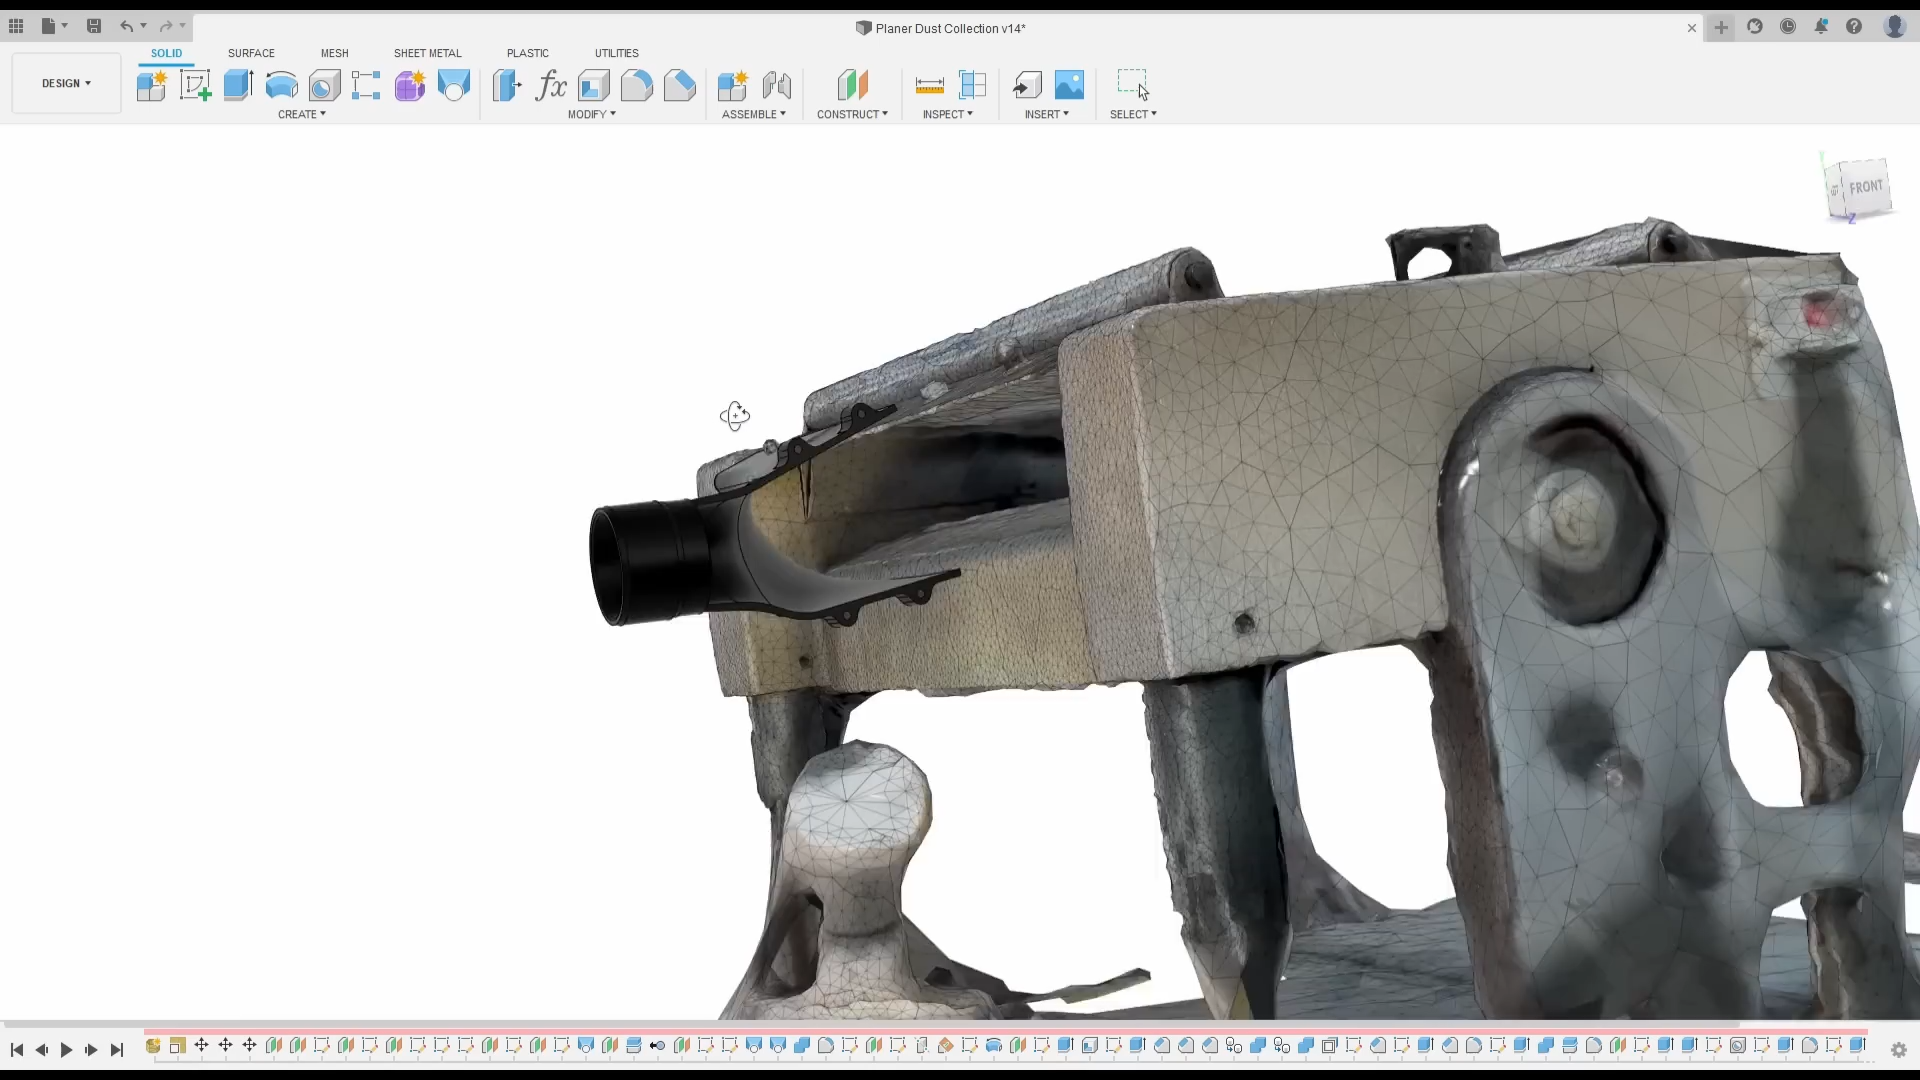 Planer Dust Collection v14*
SOLID SURFACE MESH SHEET METAL PLASTIC UTILITIES
DESIGN
fx
CREATE MODIFY ASSEMBLE CONSTRUCT INSPECT INSERT SELECT
FRONT
Z